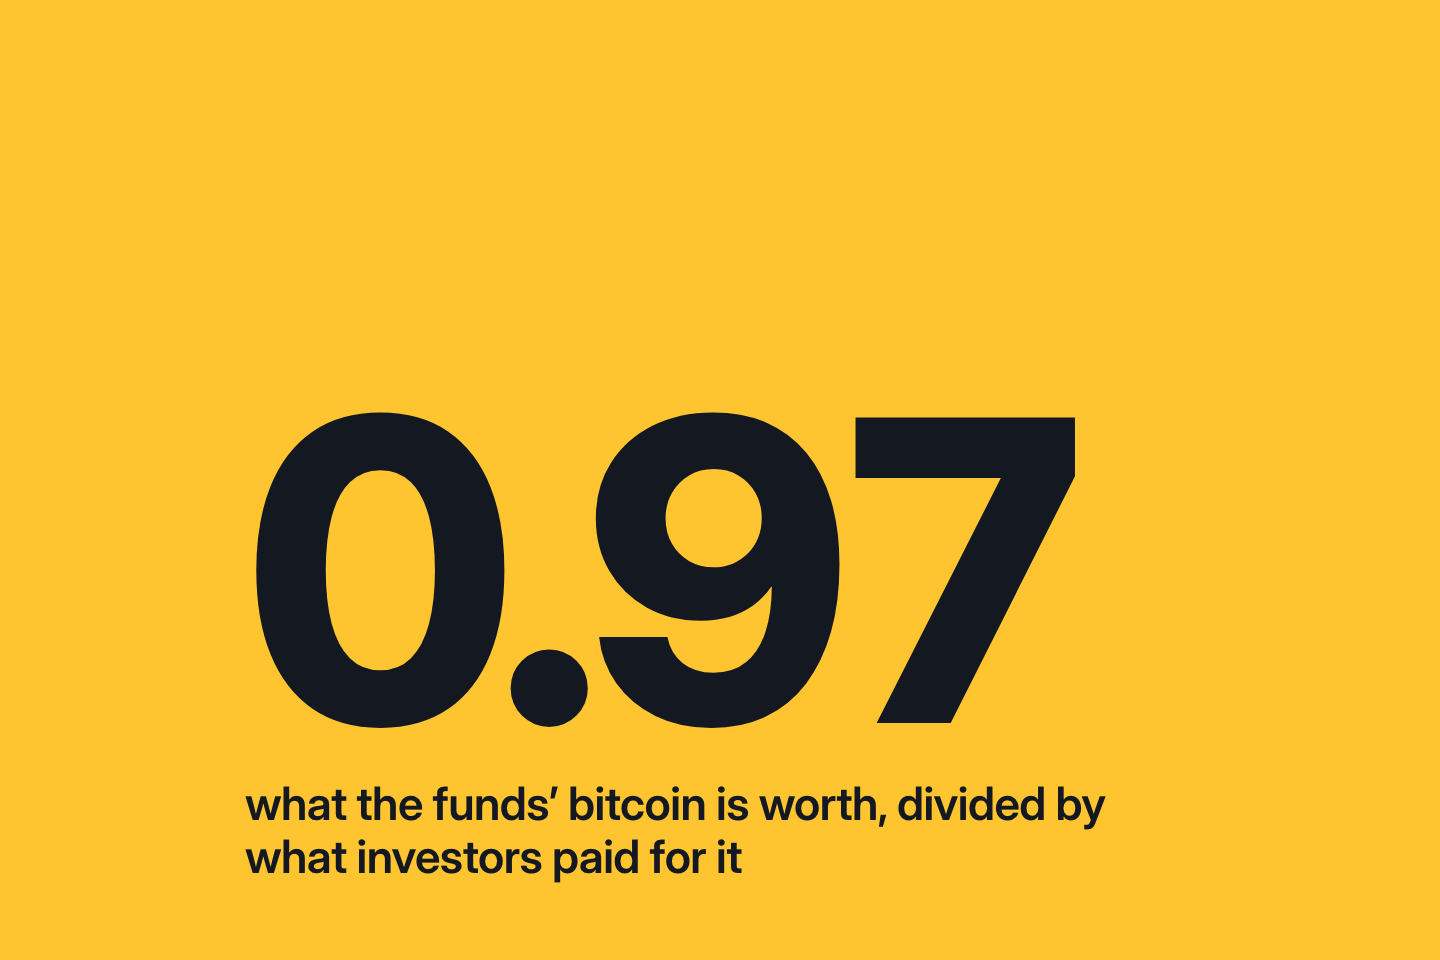 0.97
what the funds’ bitcoin is worth, divided by
what investors paid for it